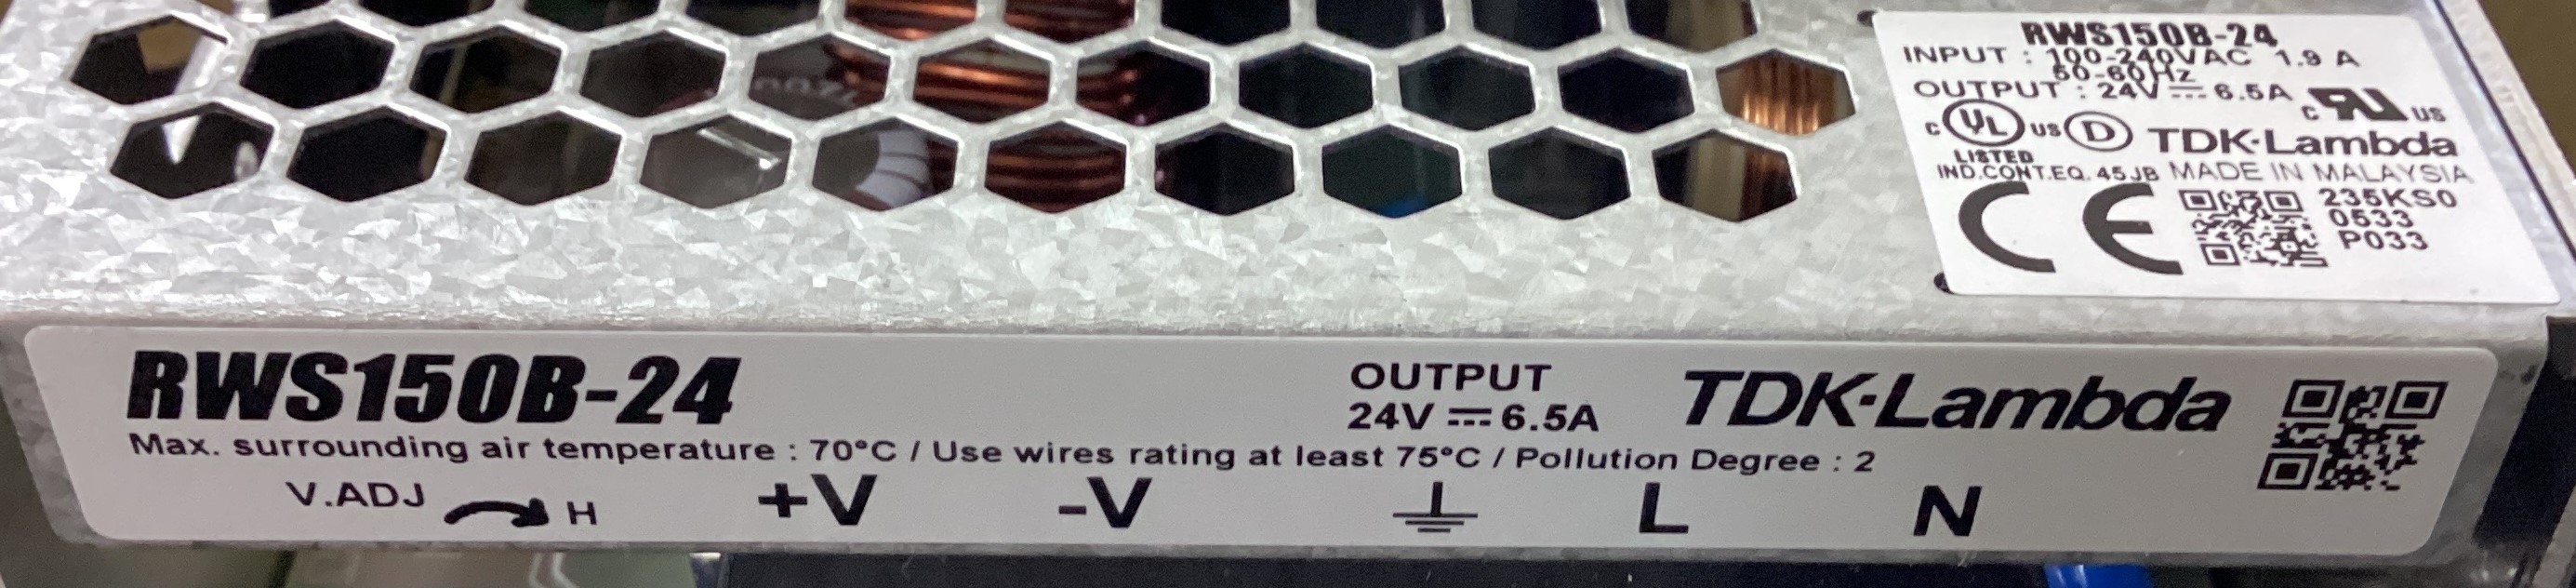 RWS150B-24
INPUT : 100-240VAC 1.9 A
50-60Hz
OUTPUT : 24V ⎓ 6.5A
c UL us D
LISTED
c RU US
TDK-Lambda
IND.CONT.EQ. 45JB MADE IN MALAYSIA
CE
235KS0
0533
P033
RWS150B-24
OUTPUT
24V ⎓ 6.5A
TDK-Lambda
Max. surrounding air temperature : 70°C / Use wires rating at least 75°C / Pollution Degree : 2
V.ADJ H +V -V ⏚ L N